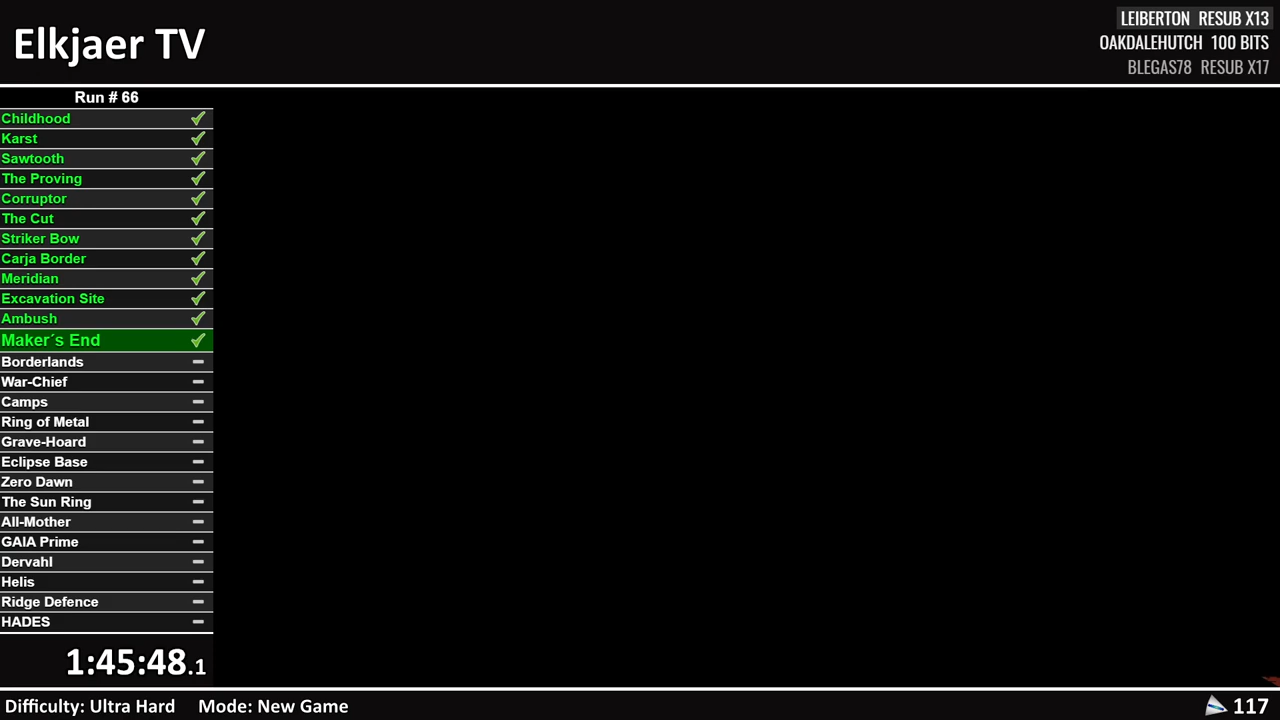 Elkjaer TV
LEIBERTON RESUB X13
OAKDALEHUTCH 100 BITS
BLEGAS78 RESUB X17
Run # 66
Childhood
Karst
Sawtooth
The Proving
Corruptor
The Cut
Striker Bow
Carja Border
Meridian
Excavation Site
Ambush
Maker´s End
Borderlands
War-Chief
Camps
Ring of Metal
Grave-Hoard
Eclipse Base
Zero Dawn
The Sun Ring
All-Mother
GAIA Prime
Dervahl
Helis
Ridge Defence
HADES
1:45:48.1
Difficulty: Ultra Hard Mode: New Game
117